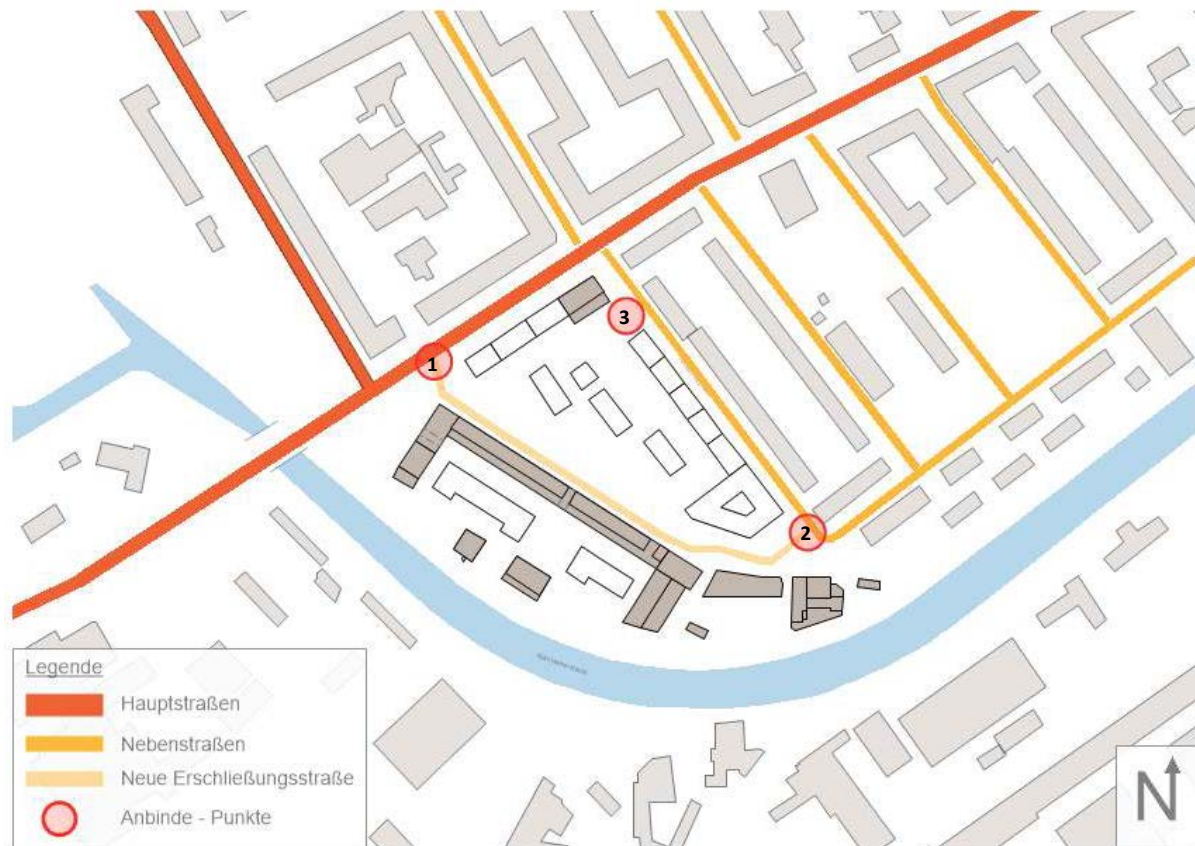 1
3
2
Legende
Hauptstraßen
Nebenstraßen
Neue Erschließungsstraße
Anbinde - Punkte
N